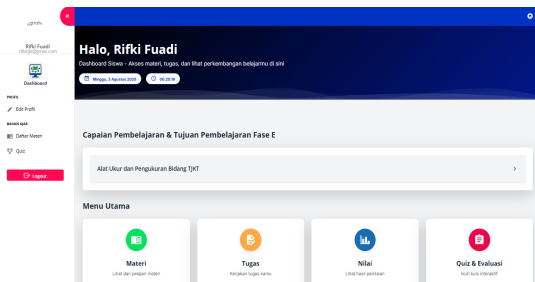 Rifki Fuadi
Dashboard
PROFIL
Edit Profil
BAHAN AJAR
Daftar Materi
Quiz
Logout
Halo, Rifki Fuadi
Dashboard Siswa – Akses materi, tugas, dan lihat perkembangan belajarmu di sini
Minggu, 3 Agustus 2025
Capaian Pembelajaran & Tujuan Pembelajaran Fase E
Alat Ukur dan Pengukuran Bidang TJKT
Menu Utama
Materi
Lihat dan pelajari materi
Tugas
Kerjakan tugas kamu
Nilai
Lihat hasil penilaian
Quiz & Evaluasi
Ikuti kuis interaktif